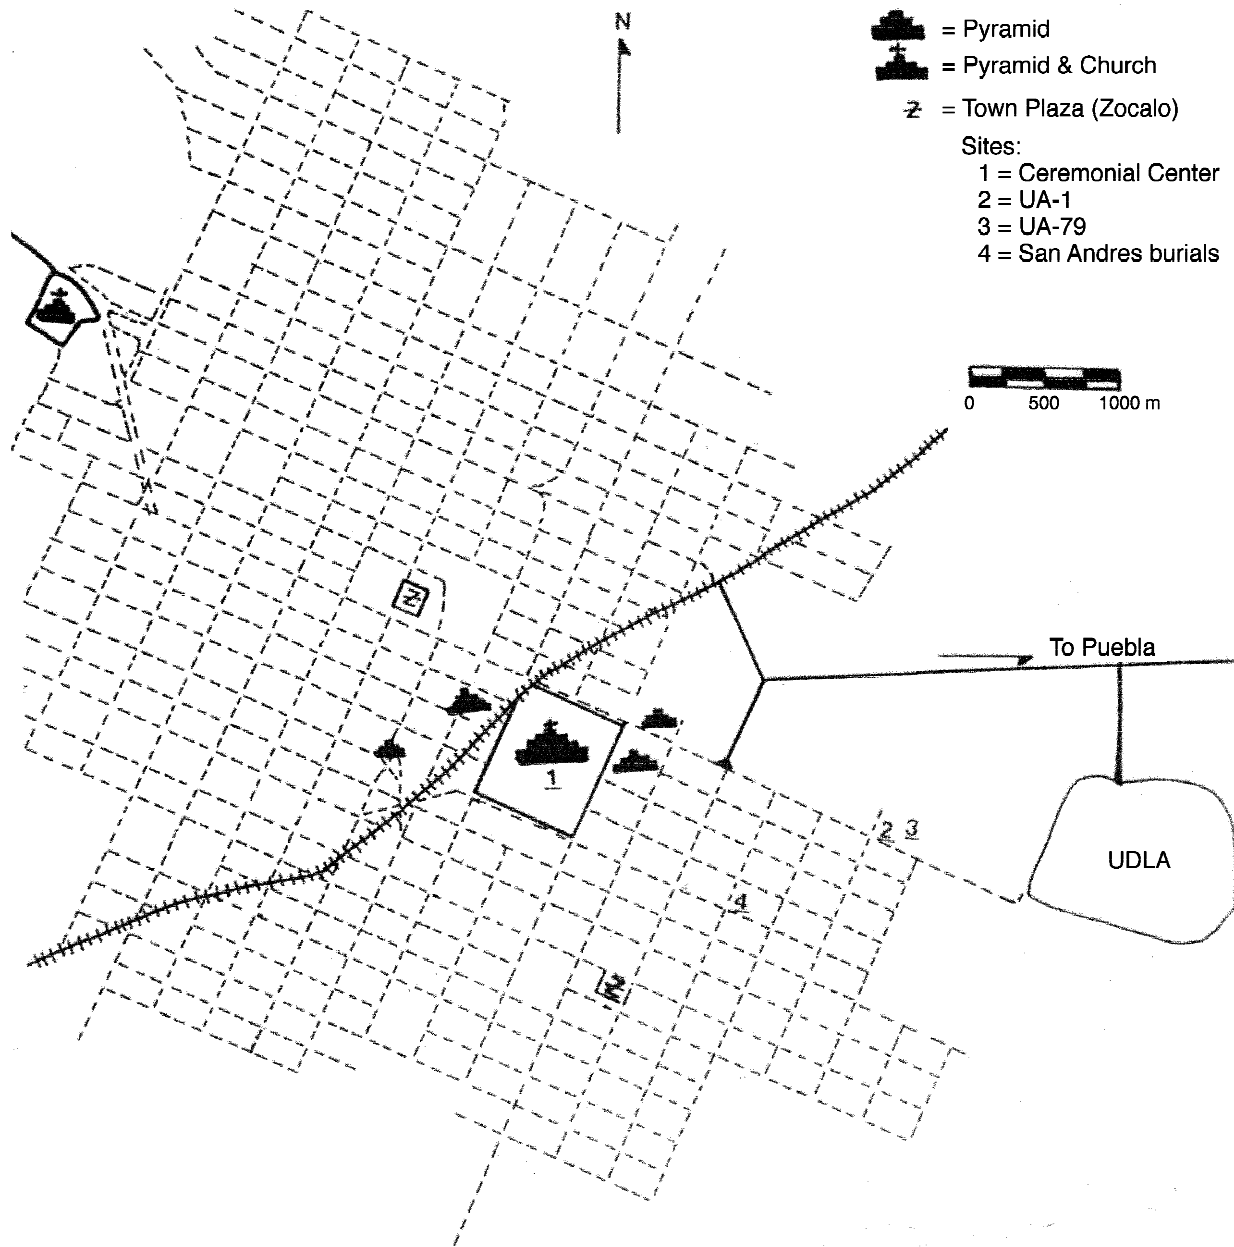 N
= Pyramid
= Pyramid & Church
Z = Town Plaza (Zocalo)
Sites:
1 = Ceremonial Center
2 = UA-1
3 = UA-79
4 = San Andres burials
0 500 1000 m
Z
To Puebla
1
2 3
UDLA
4
Z